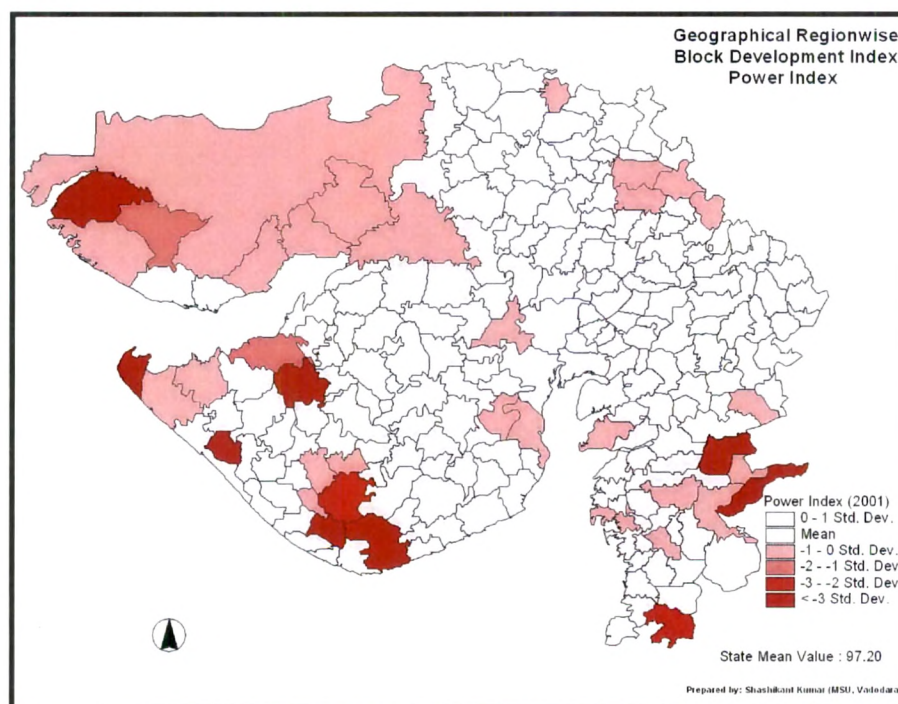 Geographical Regionwise
Block Development Index
Power Index
Power Index (2001)
0 - 1 Std. Dev.
Mean
-1 - 0 Std. Dev.
-2 - -1 Std. Dev
-3 - -2 Std. Dev
< -3 Std. Dev.
State Mean Value : 97.20
Prepared by: Shashikant Kumar (MSU, Vadodara